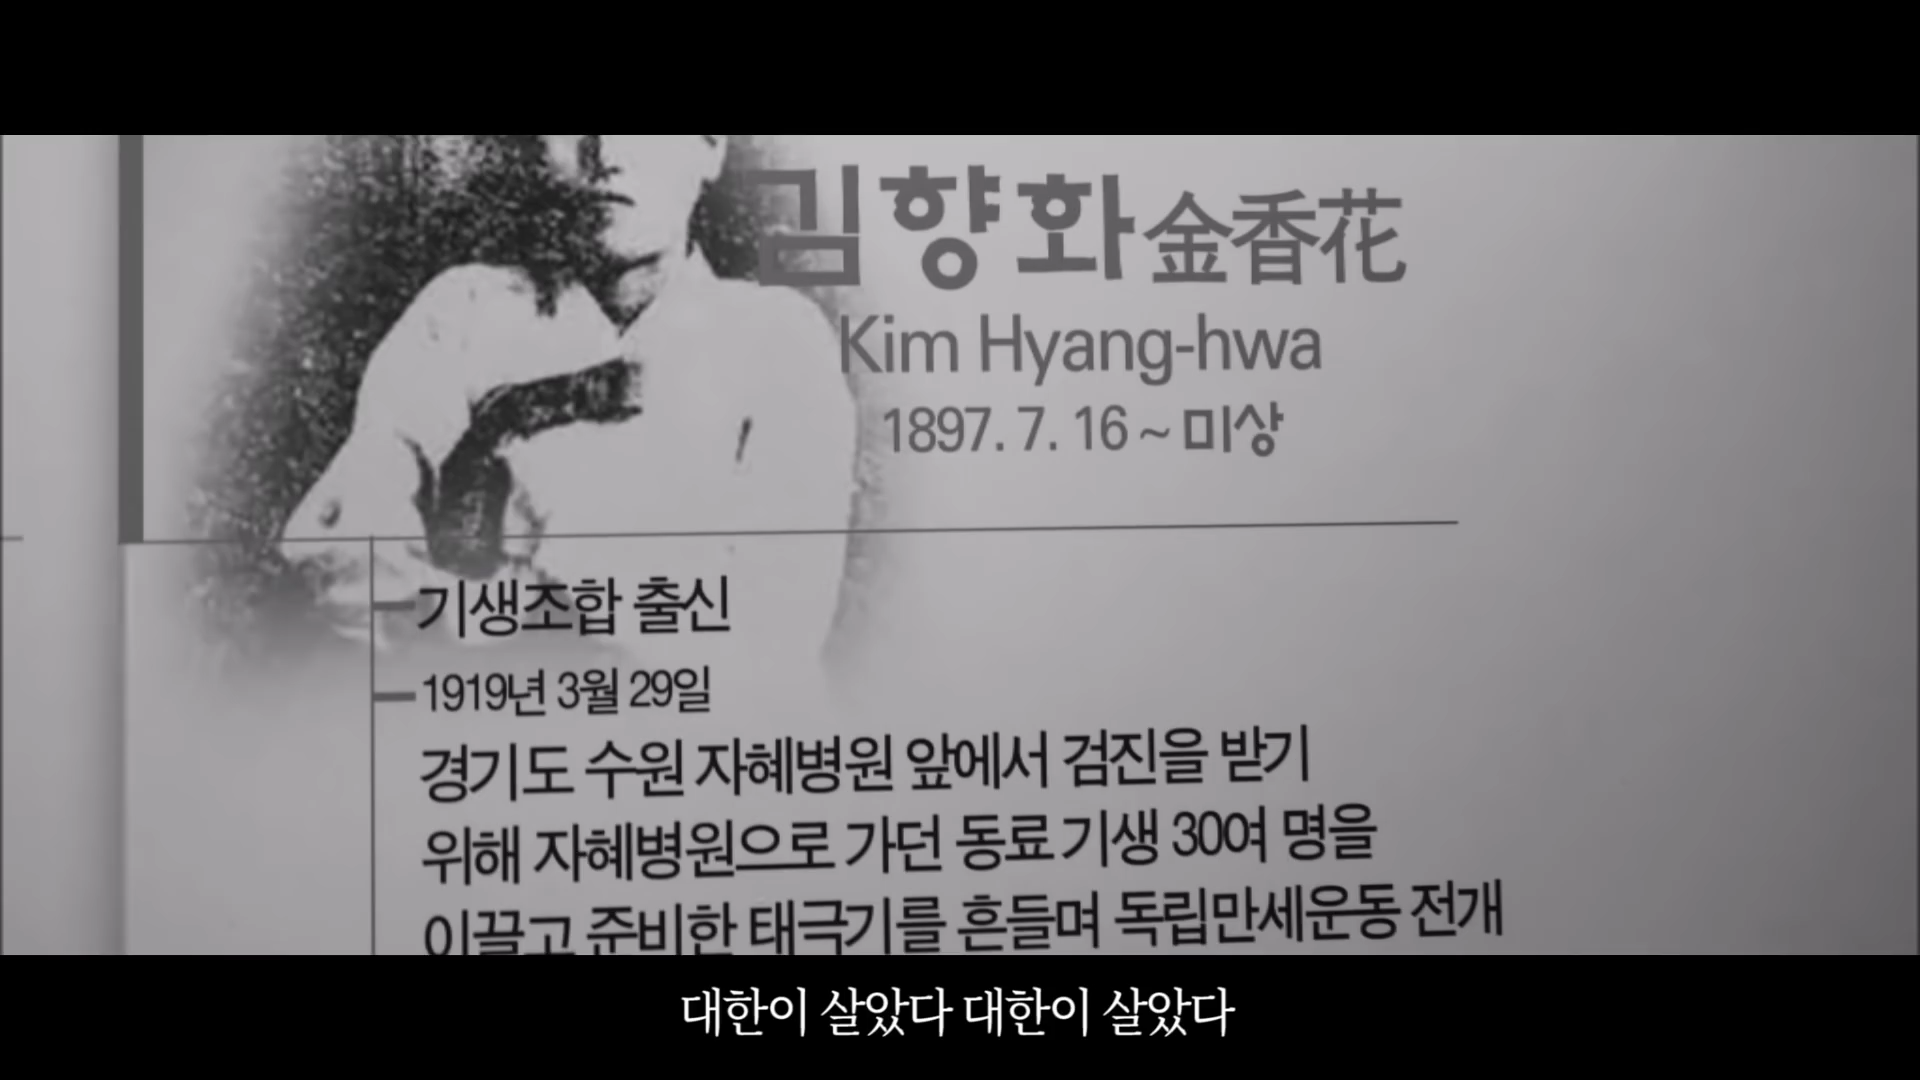 김향화 金香花
Kim Hyang-hwa
1897. 7. 16 ~ 미상
기생조합 출신
1919년 3월 29일
경기도 수원 자혜병원 앞에서 검진을 받기
위해 자혜병원으로 가던 동료 기생 30여 명을
이끌고 준비한 태극기를 흔들며 독립만세운동 전개
대한이 살았다 대한이 살았다